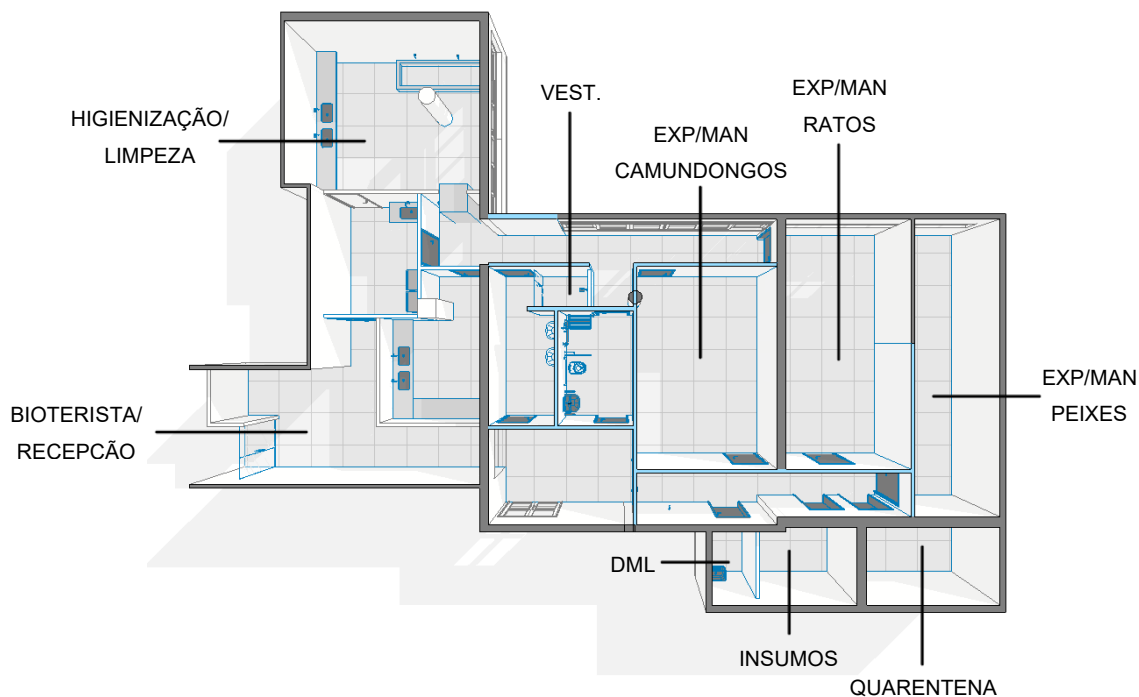 HIGIENIZAÇÃO/
LIMPEZA
VEST.
EXP/MAN
CAMUNDONGOS
EXP/MAN
RATOS
BIOTERISTA/
RECEPCÃO
EXP/MAN
PEIXES
DML
INSUMOS
QUARENTENA